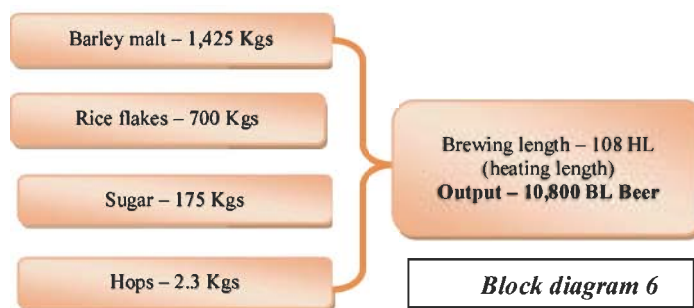 Barley malt – 1,425 Kgs
Rice flakes – 700 Kgs
Sugar – 175 Kgs
Hops – 2.3 Kgs
Brewing length – 108 HL
(heating length)
Output – 10,800 BL Beer
Block diagram 6